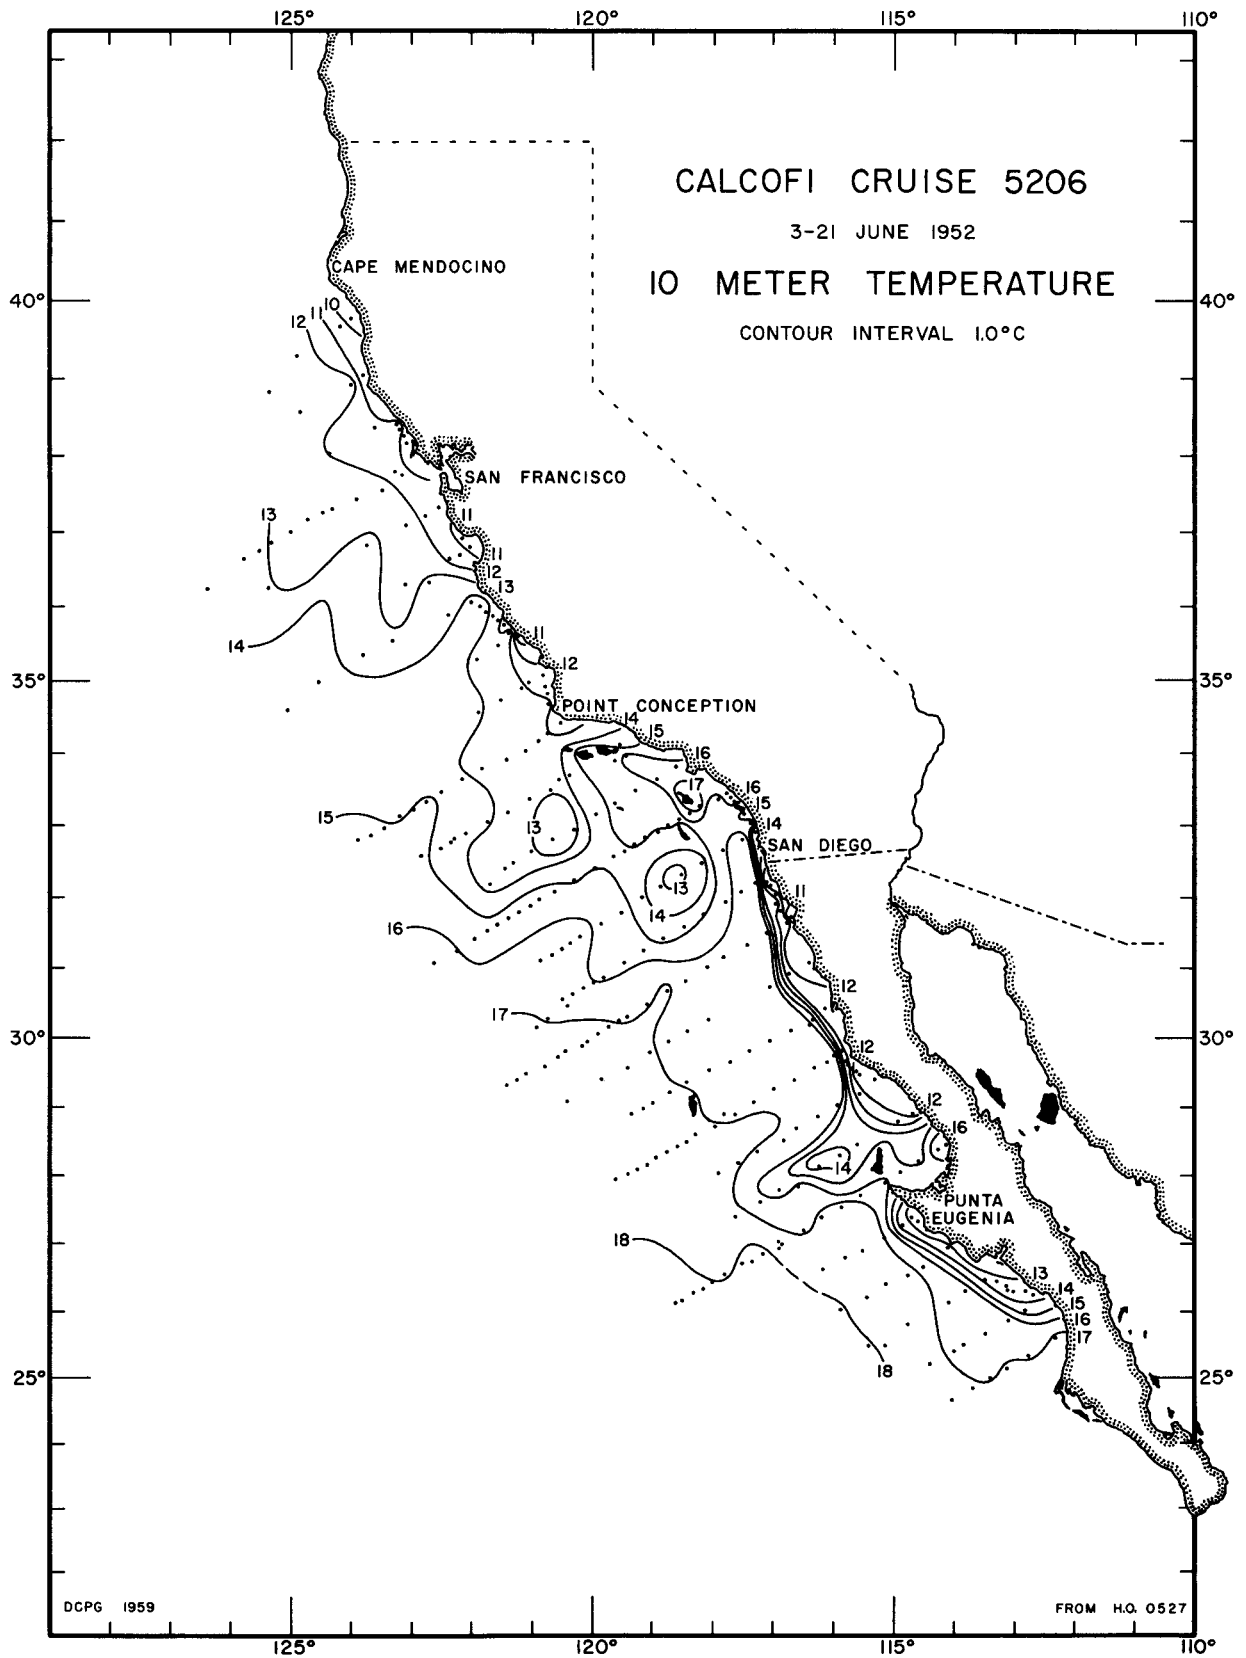 125° 120° 115° 110°
CALCOFI CRUISE 5206
3-21 JUNE 1952
CAPE MENDOCINO
10 METER TEMPERATURE
40° 40°
12 11 10
CONTOUR INTERVAL 1.0°C
SAN FRANCISCO
13
11
11
12
13
14
11
12
35° 35°
POINT CONCEPTION
14
15
16
17
16
15
15
14
13
SAN DIEGO
13
11
14
16
12
17
30° 30°
12
12
16
14
PUNTA
EUGENIA
18
13
14
15
16
17
18
25° 25°
DCPG 1959
FROM H.O. 0527
125° 120° 115° 110°